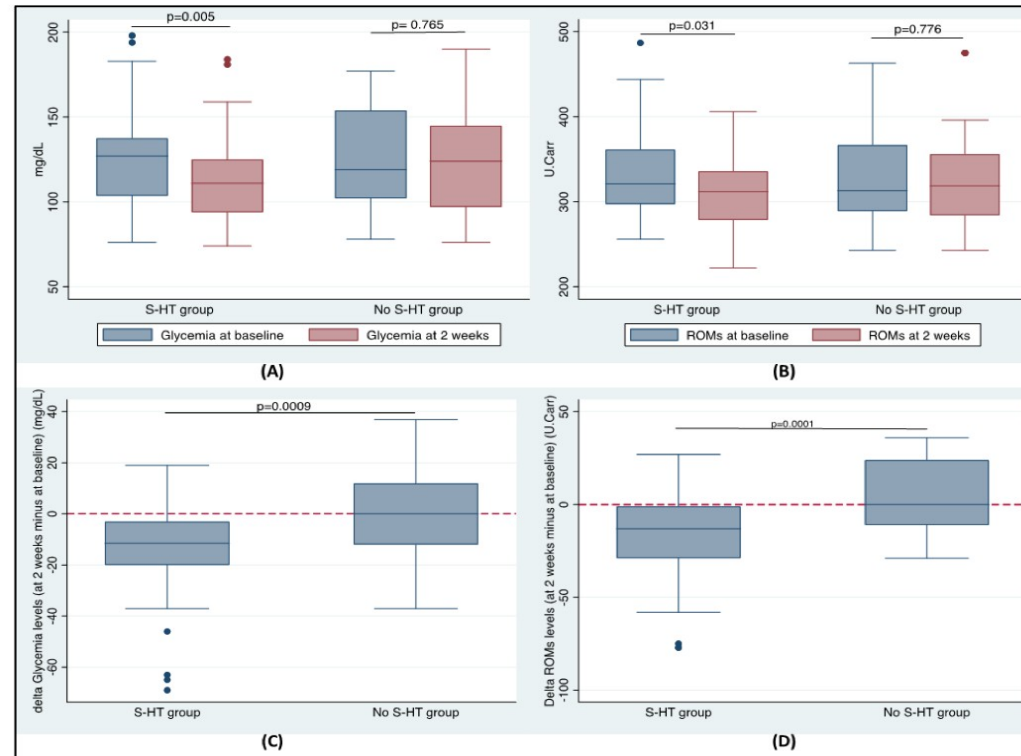 p=0.005
p= 0.765
200
150
100
50
mg/dL
S-HT group
No S-HT group
Glycemia at baseline
Glycemia at 2 weeks
(A)
p=0.031
p=0.776
500
400
300
200
U.Carr
S-HT group
No S-HT group
ROMs at baseline
ROMs at 2 weeks
(B)
p=0.0009
40
20
0
-20
-40
-60
delta Glycemia levels (at 2 weeks minus at baseline) (mg/dL)
S-HT group
No S-HT group
(C)
p=0.0001
50
0
-50
-100
Delta ROMs levels (at 2 weeks minus at baseline) (U.Carr)
S-HT group
No S-HT group
(D)